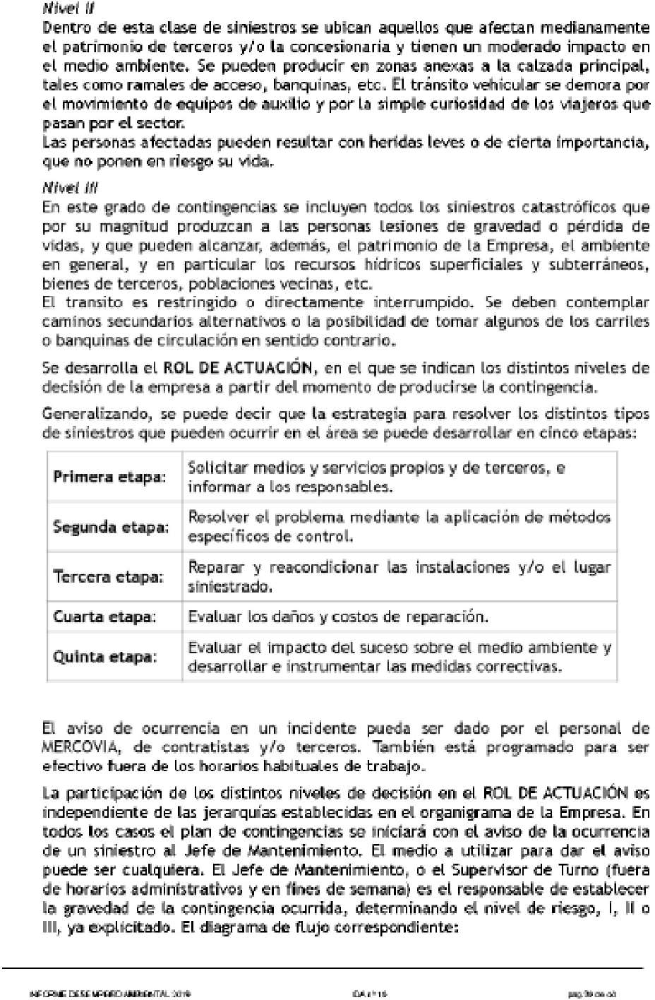 Nivel II
Dentro de esta clase de siniestros se ubican aquellos que afectan medianamente
el patrimonio de terceros y/o la concesionaria y tienen un moderado impacto en
el medio ambiente. Se pueden producir en zonas anexas a la calzada principal,
tales como ramales de acceso, banquinas, etc. El tránsito vehicular se demora por
el movimiento de equipos de auxilio y por la simple curiosidad de los viajeros que
pasan por el sector.
Las personas afectadas pueden resultar con heridas leves o de cierta importancia,
que no ponen en riesgo su vida.
Nivel III
En este grado de contingencias se incluyen todos los siniestros catastróficos que
por su magnitud produzcan a las personas lesiones de gravedad o pérdida de
vidas, y que pueden alcanzar, además, el patrimonio de la Empresa, el ambiente
en general, y en particular los recursos hídricos superficiales y subterráneos,
bienes de terceros, poblaciones vecinas, etc.
El transito es restringido o directamente interrumpido. Se deben contemplar
caminos secundarios alternativos o la posibilidad de tomar algunos de los carriles
o banquinas de circulación en sentido contrario.
Se desarrolla el ROL DE ACTUACIÓN, en el que se indican los distintos niveles de
decisión de la empresa a partir del momento de producirse la contingencia.
Generalizando, se puede decir que la estrategia para resolver los distintos tipos
de siniestros que pueden ocurrir en el área se puede desarrollar en cinco etapas:
Primera etapa: Solicitar medios y servicios propios y de terceros, e
informar a los responsables.
Segunda etapa: Resolver el problema mediante la aplicación de métodos
específicos de control.
Tercera etapa: Reparar y reacondicionar las instalaciones y/o el lugar
siniestrado.
Cuarta etapa: Evaluar los daños y costos de reparación.
Quinta etapa: Evaluar el impacto del suceso sobre el medio ambiente y
desarrollar e instrumentar las medidas correctivas.
El aviso de ocurrencia en un incidente pueda ser dado por el personal de
MERCOVIA, de contratistas y/o terceros. También está programado para ser
efectivo fuera de los horarios habituales de trabajo.
La participación de los distintos niveles de decisión en el ROL DE ACTUACIÓN es
independiente de las jerarquías establecidas en el organigrama de la Empresa. En
todos los casos el plan de contingencias se iniciará con el aviso de la ocurrencia
de un siniestro al Jefe de Mantenimiento. El medio a utilizar para dar el aviso
puede ser cualquiera. El Jefe de Mantenimiento, o el Supervisor de Turno (fuera
de horarios administrativos y en fines de semana) es el responsable de establecer
la gravedad de la contingencia ocurrida, determinando el nivel de riesgo, I, II o
III, ya explicitado. El diagrama de flujo correspondiente:
INFORME DESEMPEÑO AMBIENTAL 2019